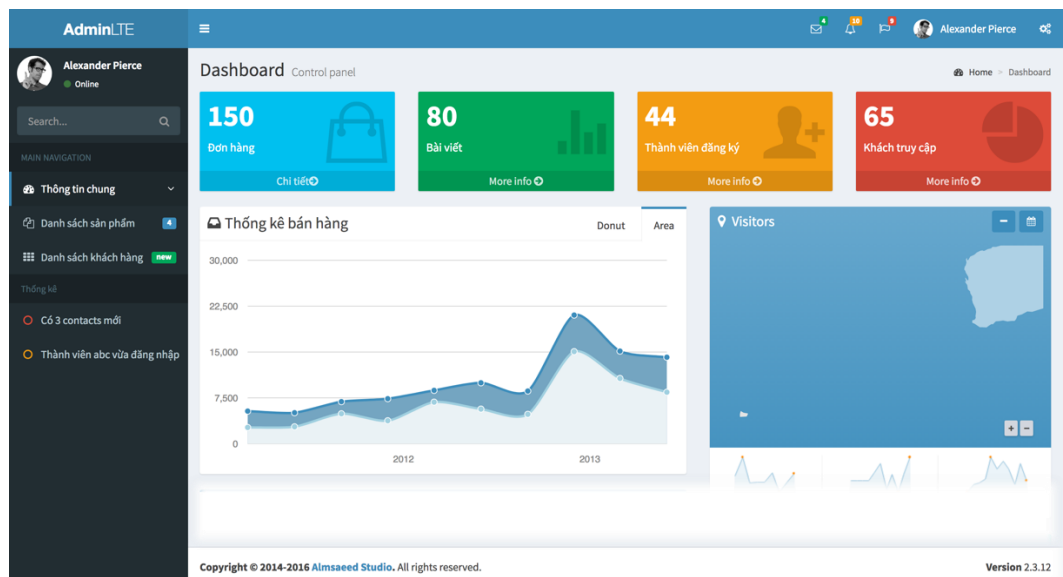 AdminLTE
4
10
9
Alexander Pierce
Alexander Pierce
Online
Dashboard Control panel
Home > Dashboard
Search...
MAIN NAVIGATION
Thông tin chung
Danh sách sản phẩm 4
Danh sách khách hàng new
Thống kê
Có 3 contacts mới
Thành viên abc vừa đăng nhập
150
Đơn hàng
Chi tiết
80
Bài viết
More info
44
Thành viên đăng ký
More info
65
Khách truy cập
More info
Thống kê bán hàng
Donut
Area
30,000
22,500
15,000
7,500
0
2012
2013
Visitors
+ −
Copyright © 2014-2016 Almsaeed Studio. All rights reserved.
Version 2.3.12